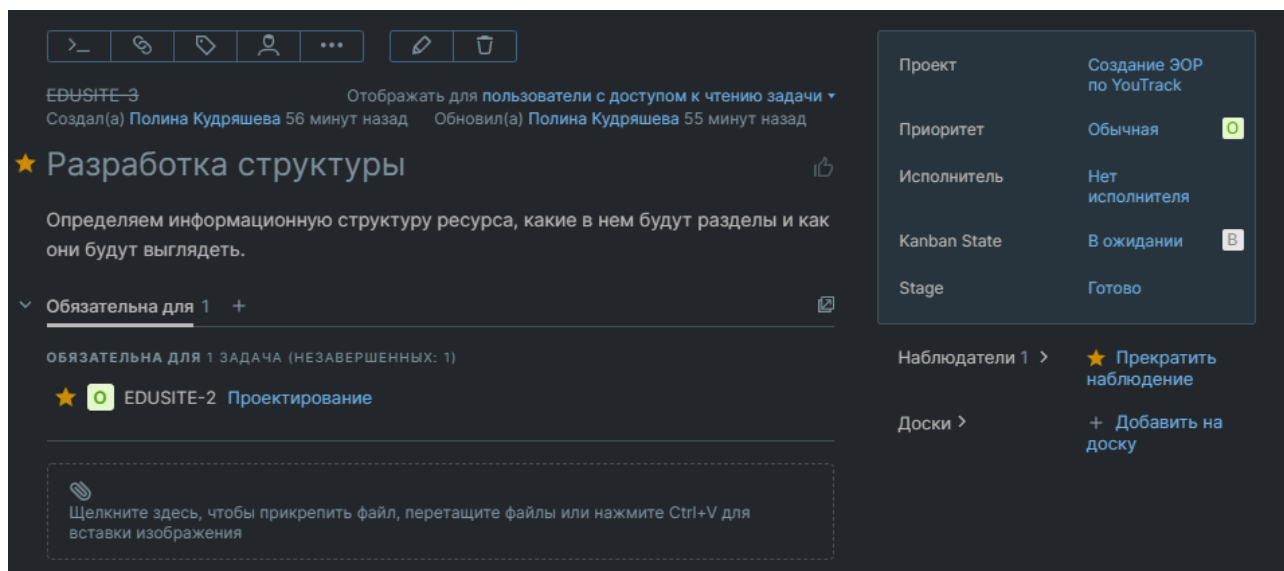 EDUSITE-3
Отображать для пользователи с доступом к чтению задачи
Создал(а) Полина Кудряшева 56 минут назад Обновил(а) Полина Кудряшева 55 минут назад
Разработка структуры
Определяем информационную структуру ресурса, какие в нем будут разделы и как
они будут выглядеть.
Обязательна для 1 +
ОБЯЗАТЕЛЬНА ДЛЯ 1 ЗАДАЧА (НЕЗАВЕРШЕННЫХ: 1)
О EDUSITE-2 Проектирование
Щелкните здесь, чтобы прикрепить файл, перетащите файлы или нажмите Ctrl+V для
вставки изображения
Проект Создание ЭОР
по YouTrack
Приоритет Обычная О
Исполнитель Нет
исполнителя
Kanban State В ожидании В
Stage Готово
Наблюдатели 1 Прекратить
наблюдение
Доски + Добавить на
доску